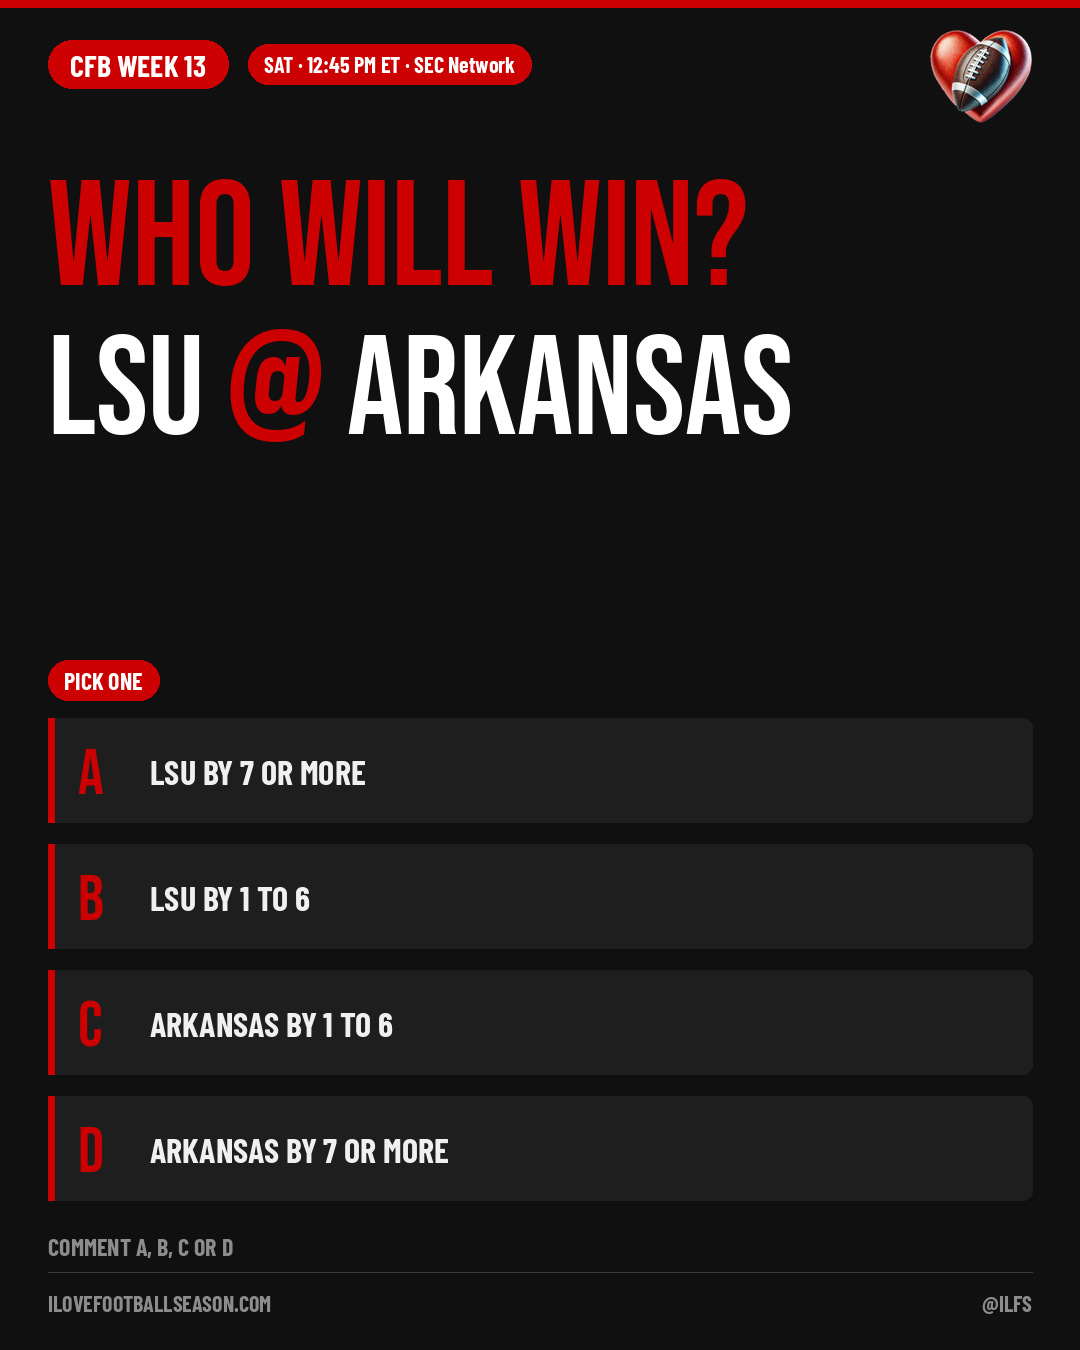 CFB WEEK 13
SAT · 12:45 PM ET · SEC Network
WHO WILL WIN?
LSU @ ARKANSAS
PICK ONE
A LSU BY 7 OR MORE
B LSU BY 1 TO 6
C ARKANSAS BY 1 TO 6
D ARKANSAS BY 7 OR MORE
COMMENT A, B, C OR D
ILOVEFOOTBALLSEASON.COM
@ILFS